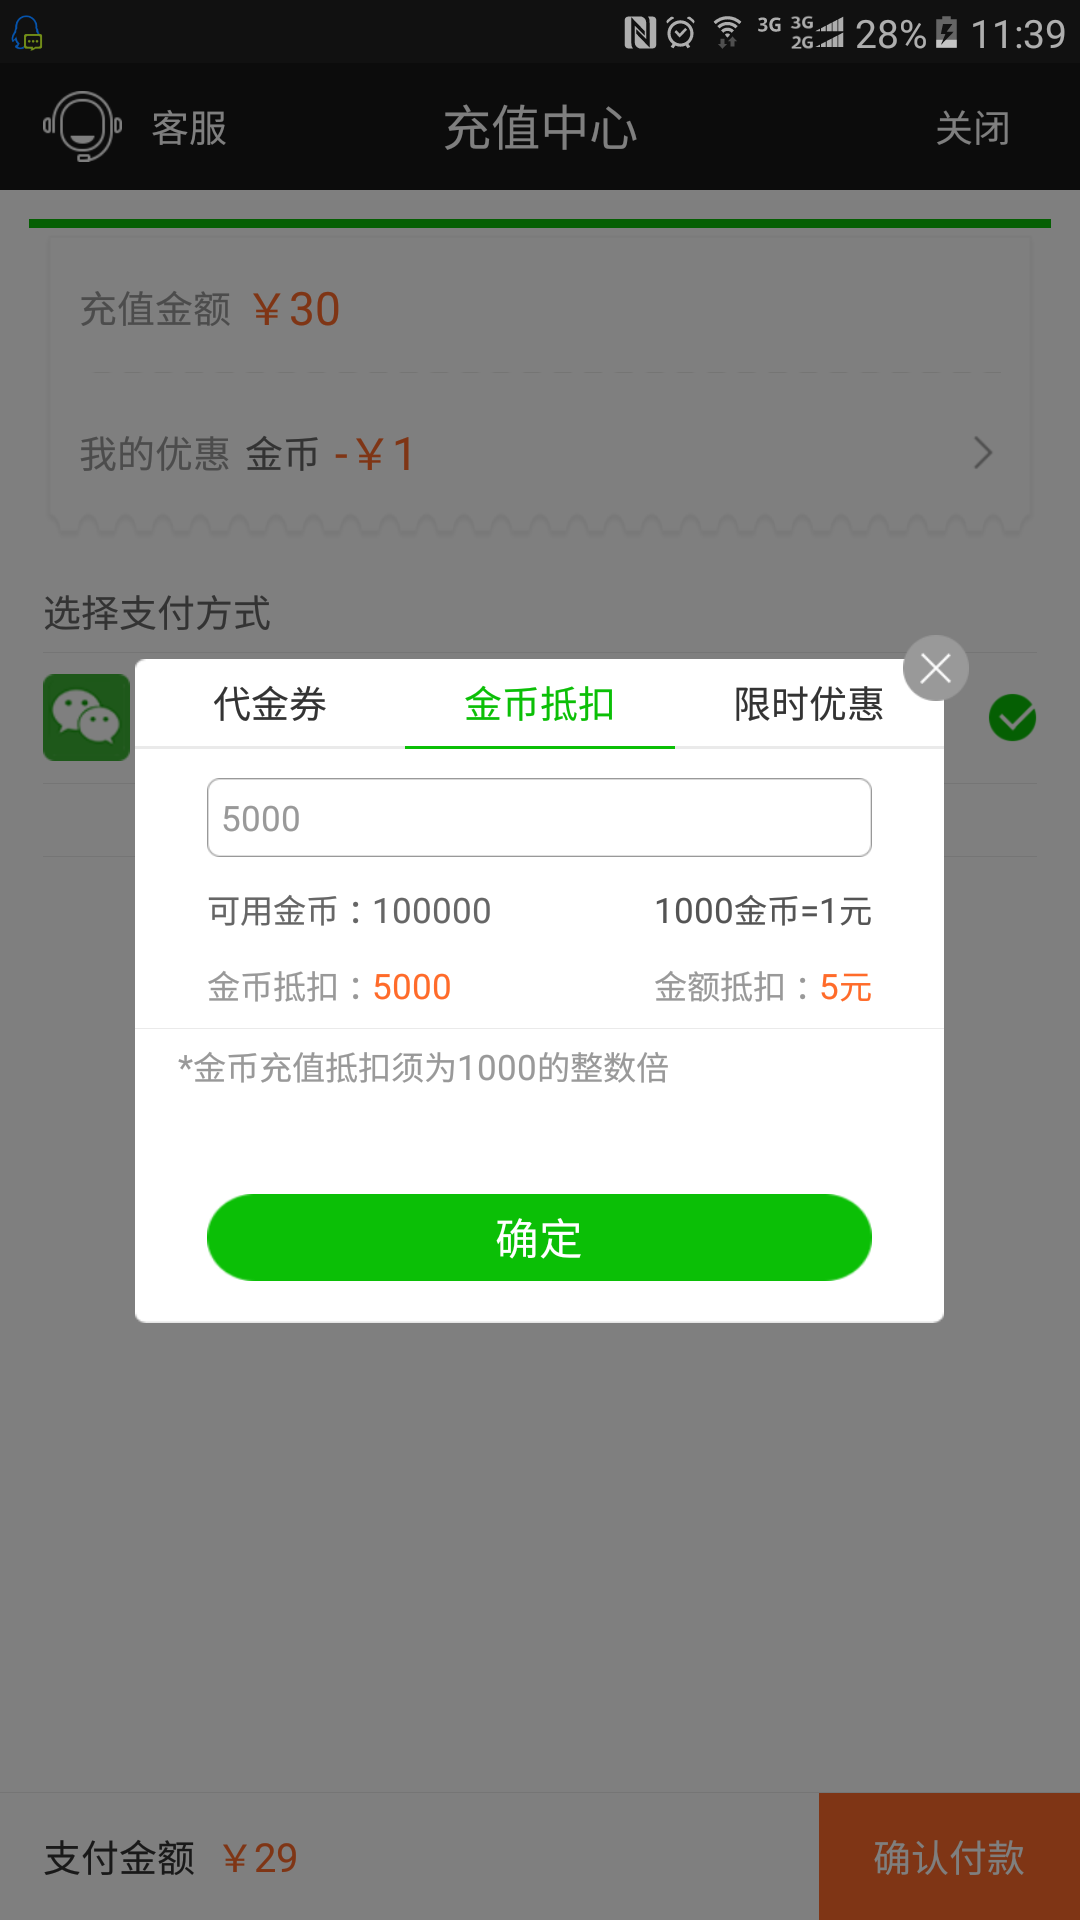 3G 3G 2G 28% 11:39
客服 充值中心 关闭
充值金额 ￥30
我的优惠 金币 -￥1
选择支付方式
代金券 金币抵扣 限时优惠
5000
可用金币：100000 1000金币=1元
金币抵扣：5000 金额抵扣：5元
*金币充值抵扣须为1000的整数倍
确定
支付金额 ￥29 确认付款